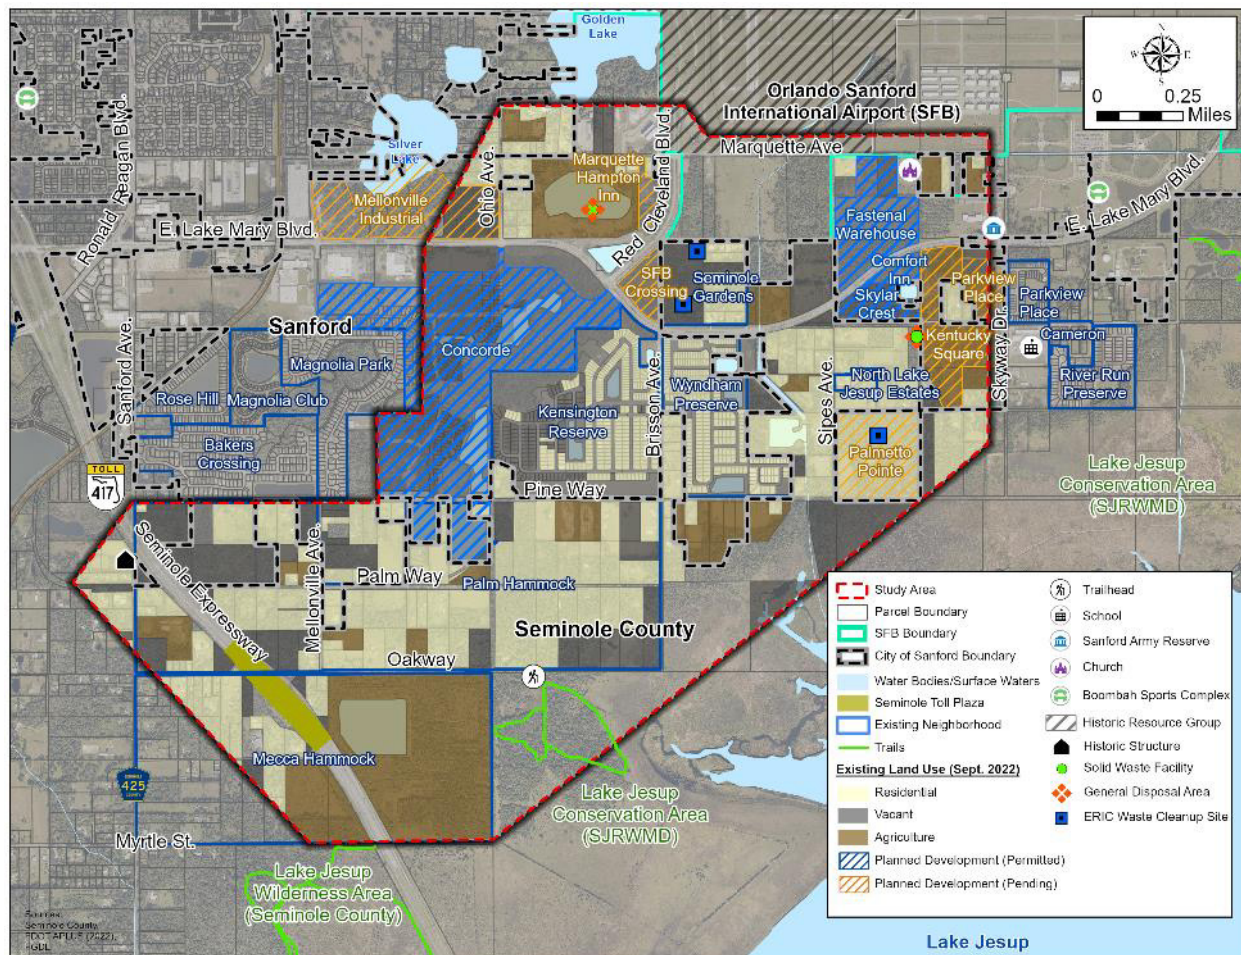 Golden
Lake
N
W
E
S
0
0.25
Miles
Orlando Sanford
International Airport (SFB)
Ronald Reagan Blvd.
Silver
Lake
Ohio Ave.
Marquette
Hampton
Inn
Red Cleveland Blvd.
Marquette Ave
Mellonville
Industrial
E. Lake Mary Blvd.
E. Lake Mary Blvd.
Fastenal
Warehouse
SFB
Crossing
Seminole
Gardens
Comfort
Inn
Skylar
Crest
Parkview
Place
Parkview
Place
Sanford
Sanford Ave.
Concorde
Magnolia Park
Kentucky
Square
Skyway Dr.
Cameron
Rose Hill
Magnolia Club
Kensington
Reserve
Brisson Ave.
Wyndham
Preserve
Sipes Ave.
North Lake
Jesup Estates
River Run
Preserve
Bakers
Crossing
Palmetto
Pointe
TOLL
417
Pine Way
Lake Jesup
Conservation Area
(SJRWMD)
Seminole Expressway
Mellonville Ave.
Palm Way
Palm Hammock
Seminole County
Oakway
Mecca Hammock
425
Myrtle St.
Lake Jesup
Conservation Area
(SJRWMD)
Lake Jesup
Wilderness Area
(Seminole County)
Seminole County,
FDOT APLUS (2022),
FGDL
Lake Jesup
Study Area
Parcel Boundary
SFB Boundary
City of Sanford Boundary
Water Bodies/Surface Waters
Seminole Toll Plaza
Existing Neighborhood
Trails
Existing Land Use (Sept. 2022)
Residential
Vacant
Agriculture
Planned Development (Permitted)
Planned Development (Pending)
Trailhead
School
Sanford Army Reserve
Church
Boombah Sports Complex
Historic Resource Group
Historic Structure
Solid Waste Facility
General Disposal Area
ERIC Waste Cleanup Site